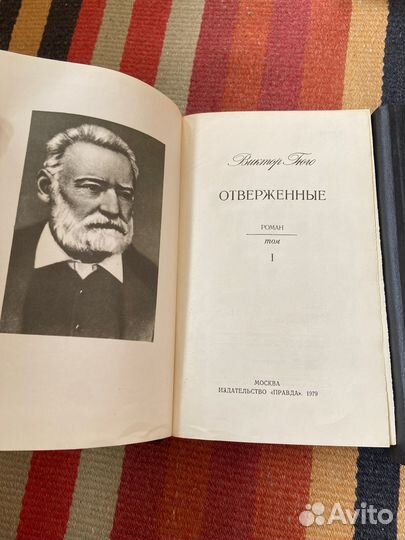 Виктор Гюго
ОТВЕРЖЕННЫЕ
РОМАН
том
I
МОСКВА
ИЗДАТЕЛЬСТВО «ПРАВДА». 1979
Avito